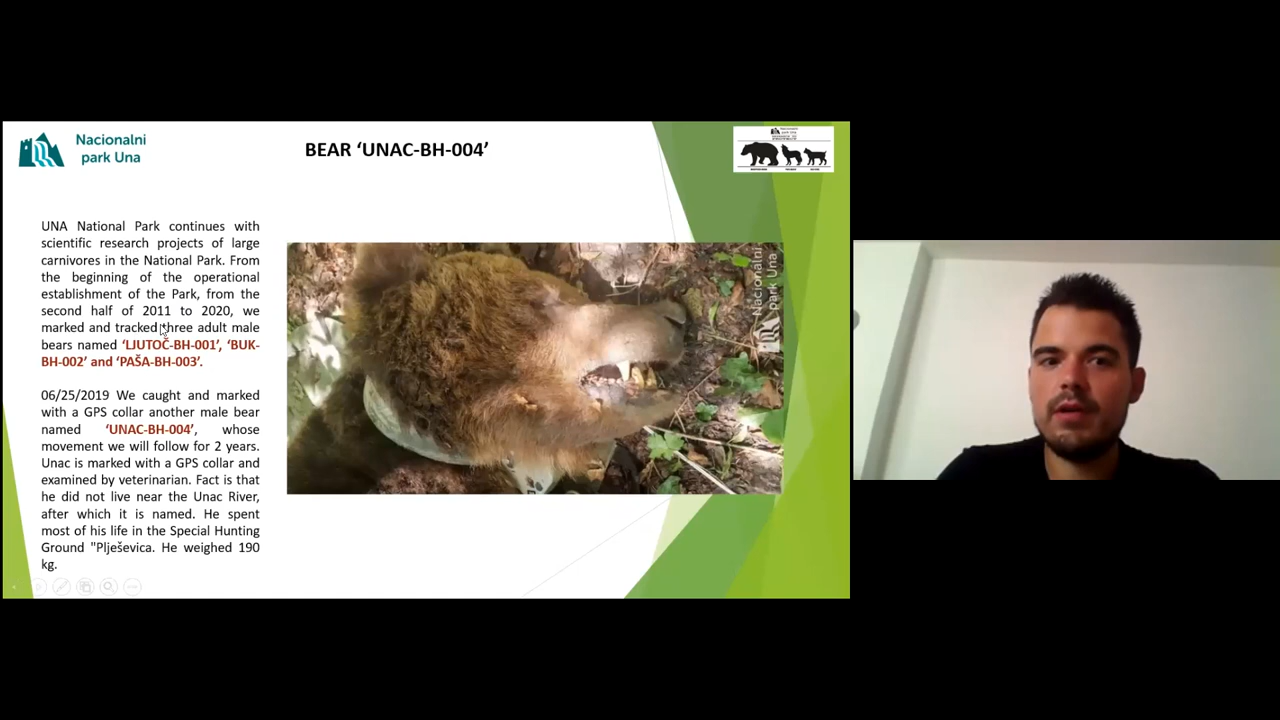 Nacionalni
park Una
BEAR ‘UNAC-BH-004’
UNA National Park continues with
scientific research projects of large
carnivores in the National Park. From
the beginning of the operational
establishment of the Park, from the
second half of 2011 to 2020, we
marked and tracked three adult male
bears named ‘LJUTOČ-BH-001’, ‘BUK-
BH-002’ and ‘PAŠA-BH-003’.
06/25/2019 We caught and marked
with a GPS collar another male bear
named ‘UNAC-BH-004’, whose
movement we will follow for 2 years.
Unac is marked with a GPS collar and
examined by veterinarian. Fact is that
he did not live near the Unac River,
after which it is named. He spent
most of his life in the Special Hunting
Ground "Plješevica. He weighed 190
kg.
Nacionalni
park Una